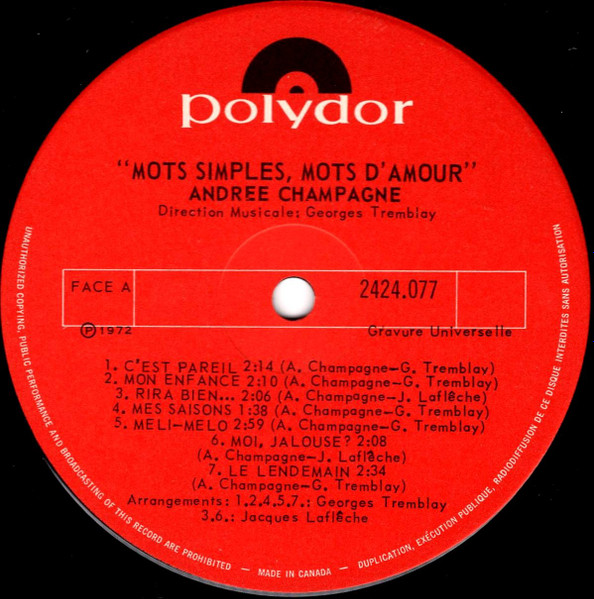 polydor
"MOTS SIMPLES, MOTS D'AMOUR"
ANDREE CHAMPAGNE
Direction Musicale: Georges Tremblay
FACE A
2424.077
℗ 1972
Gravure Universelle
1. C'EST PAREIL 2:14 (A. Champagne-G. Tremblay)
2. MON ENFANCE 2:10 (A. Champagne-G. Tremblay)
3. RIRA BIEN... 2:06 (A. Champagne-J. Laflêche)
4. MES SAISONS 1:38 (A. Champagne-G. Tremblay)
5. MELI-MELO 2:59 (A. Champagne-G. Tremblay)
6. MOI, JALOUSE? 2:08
(A. Champagne-J. Laflêche)
7. LE LENDEMAIN 2:34
(A. Champagne-G. Tremblay)
Arrangements: 1.2.4.5.7.: Georges Tremblay
3.6.: Jacques Laflêche
UNAUTHORIZED COPYING, PUBLIC PERFORMANCE AND BROADCASTING OF THIS RECORD ARE PROHIBITED — MADE IN CANADA — DUPLICATION, EXÉCUTION PUBLIQUE, RADIODIFFUSION DE CE DISQUE INTERDITES SANS AUTORISATION